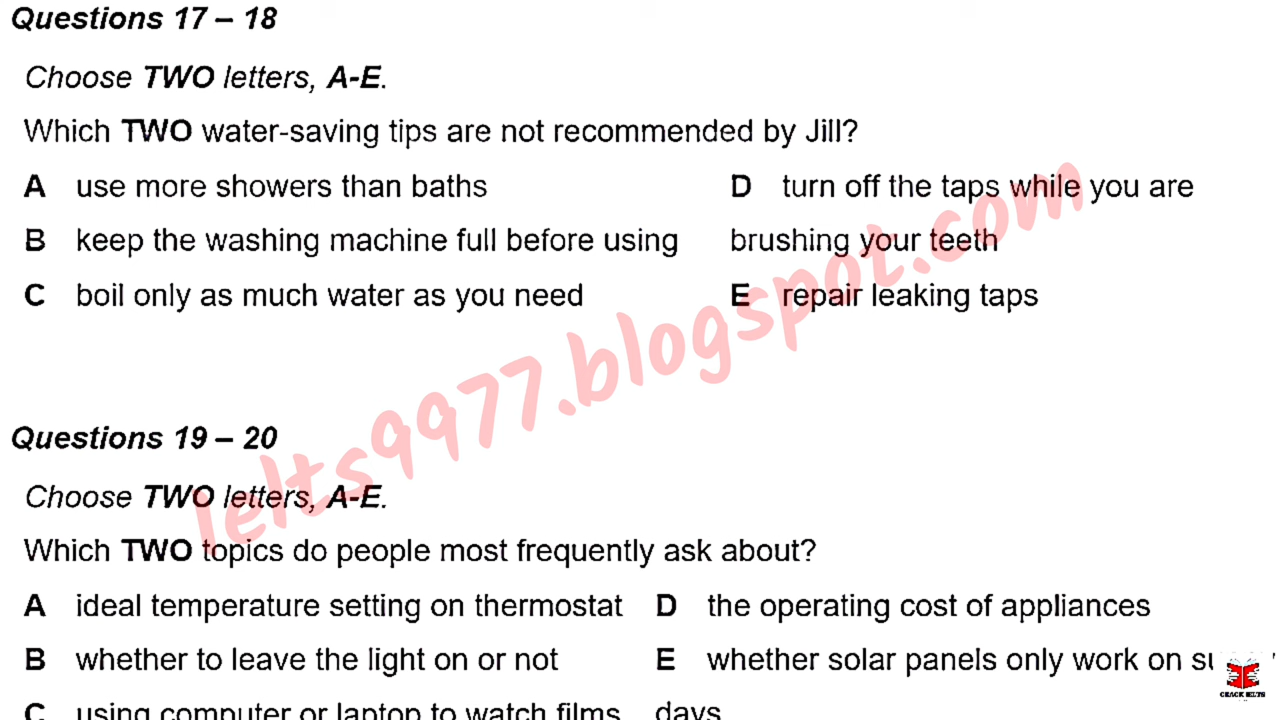 Questions 17 – 18
Choose TWO letters, A-E.
Which TWO water-saving tips are not recommended by Jill?
A use more showers than baths
B keep the washing machine full before using
C boil only as much water as you need
D turn off the taps while you are
brushing your teeth
E repair leaking taps
Ielts9977.blogspot.com
Questions 19 – 20
Choose TWO letters, A-E.
Which TWO topics do people most frequently ask about?
A ideal temperature setting on thermostat
B whether to leave the light on or not
C using computer or laptop to watch films
D the operating cost of appliances
E whether solar panels only work on
days
CRACK IELTS